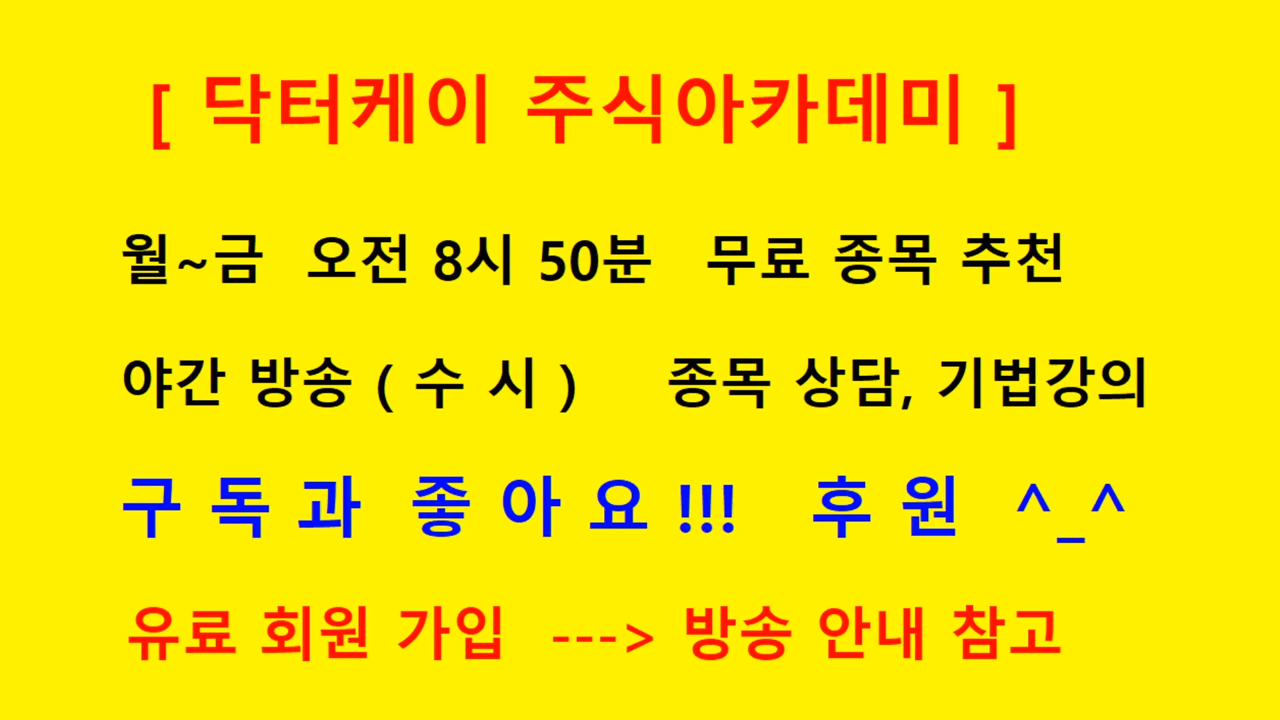 [ 닥터케이 주식아카데미 ]
월~금 오전 8시 50분 무료 종목 추천
야간 방송 ( 수 시 ) 종목 상담, 기법강의
구 독 과 좋 아 요 !!! 후 원 ^_^
유료 회원 가입 ---> 방송 안내 참고